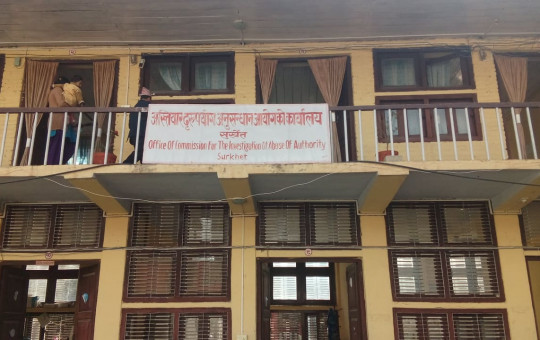 अख्तियार दुरूपयोग अनुसन्धान आयोगको कार्यालय
सुर्खेत
Office Of Commission For The Investigation Of Abuse Of Authority
Surkhet